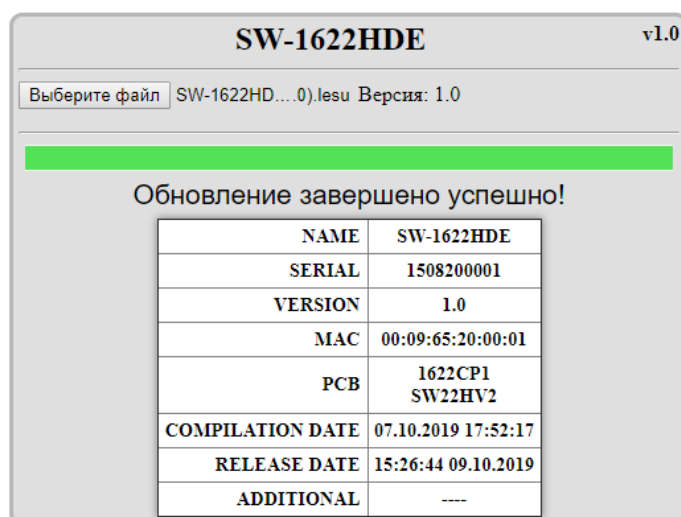 SW-1622HDE v1.0
Выберите файл SW-1622HD....0).lesu Версия: 1.0
Обновление завершено успешно!
NAME SW-1622HDE
SERIAL 1508200001
VERSION 1.0
MAC 00:09:65:20:00:01
PCB 1622CP1
SW22HV2
COMPILATION DATE 07.10.2019 17:52:17
RELEASE DATE 15:26:44 09.10.2019
ADDITIONAL ----